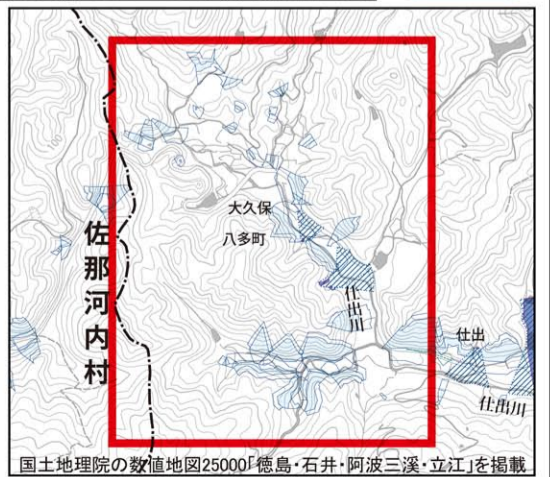 大久保
八多町
佐那河内村
仕出川
仕出
仕出川
100
国土地理院の数値地図25000「徳島・石井・阿波三溪・立江」を掲載